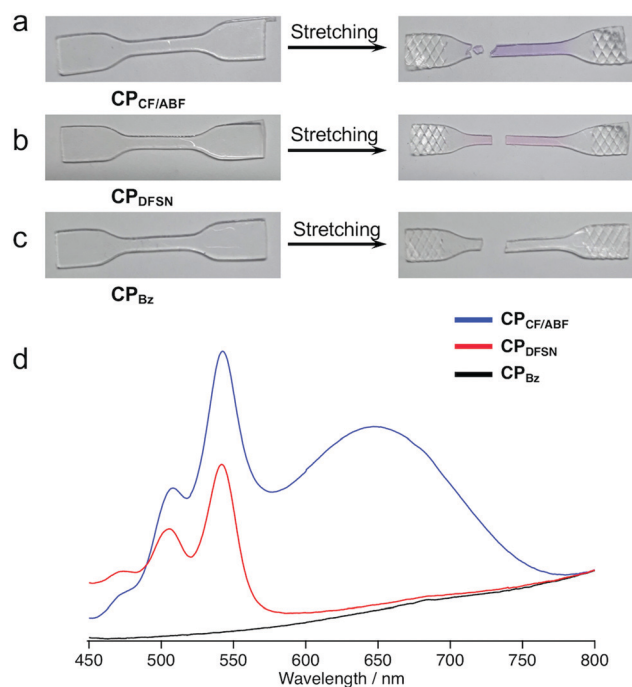 a
Stretching
CP_CF/ABF
b
Stretching
CP_DFSN
c
Stretching
CP_Bz
d
CP_CF/ABF
CP_DFSN
CP_Bz
450 500 550 600 650 700 750 800
Wavelength / nm